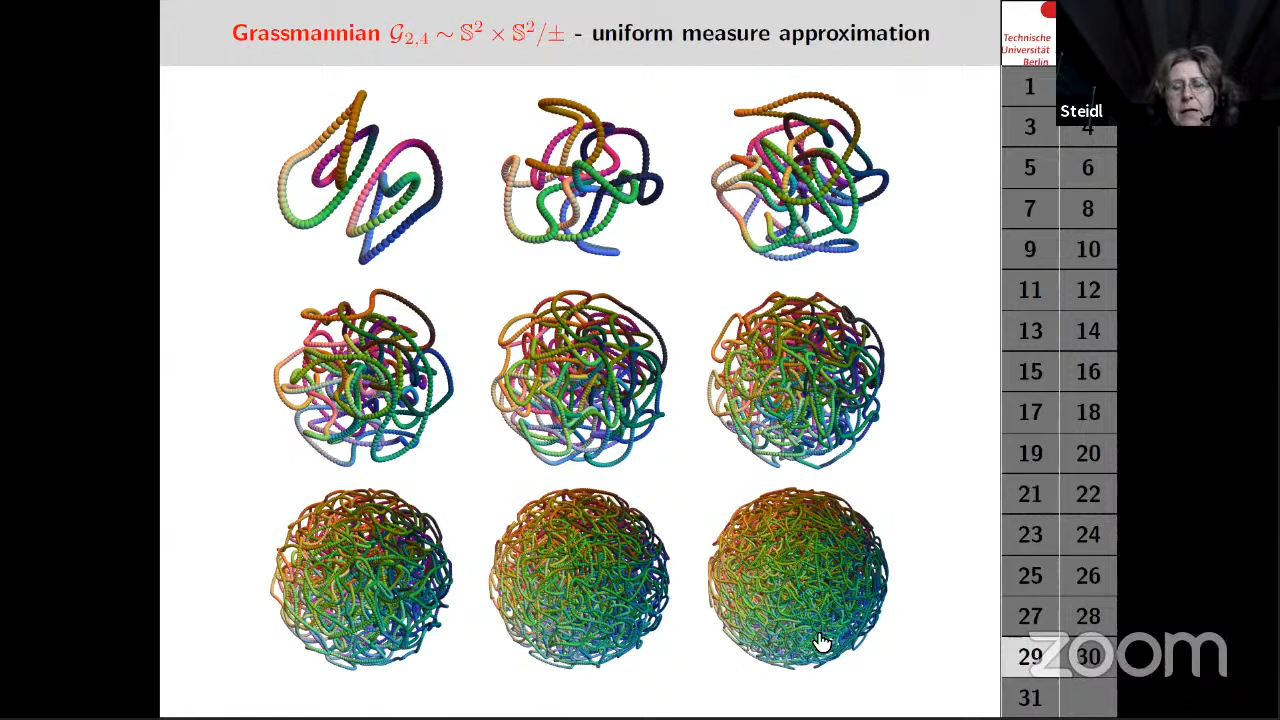 Grassmannian 𝒢₂,₄ ∼ 𝕊² × 𝕊²/± - uniform measure approximation
Technische
Universität
Berlin
Steidl
1
3 4
5 6
7 8
9 10
11 12
13 14
15 16
17 18
19 20
21 22
23 24
25 26
27 28
29 30
31
zoom